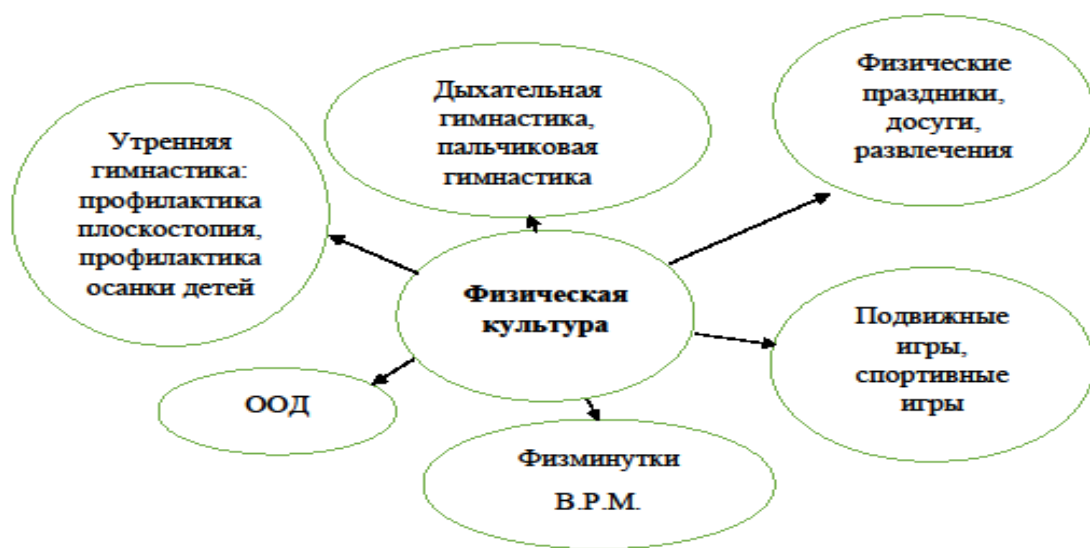 Утренняя
гимнастика:
профилактика
плоскостопия,
профилактика
осанки детей
Дыхательная
гимнастика,
пальчиковая
гимнастика
Физические
праздники,
досуги,
развлечения
Физическая
культура
Подвижные
игры,
спортивные
игры
ООД
Физминутки
В.Р.М.